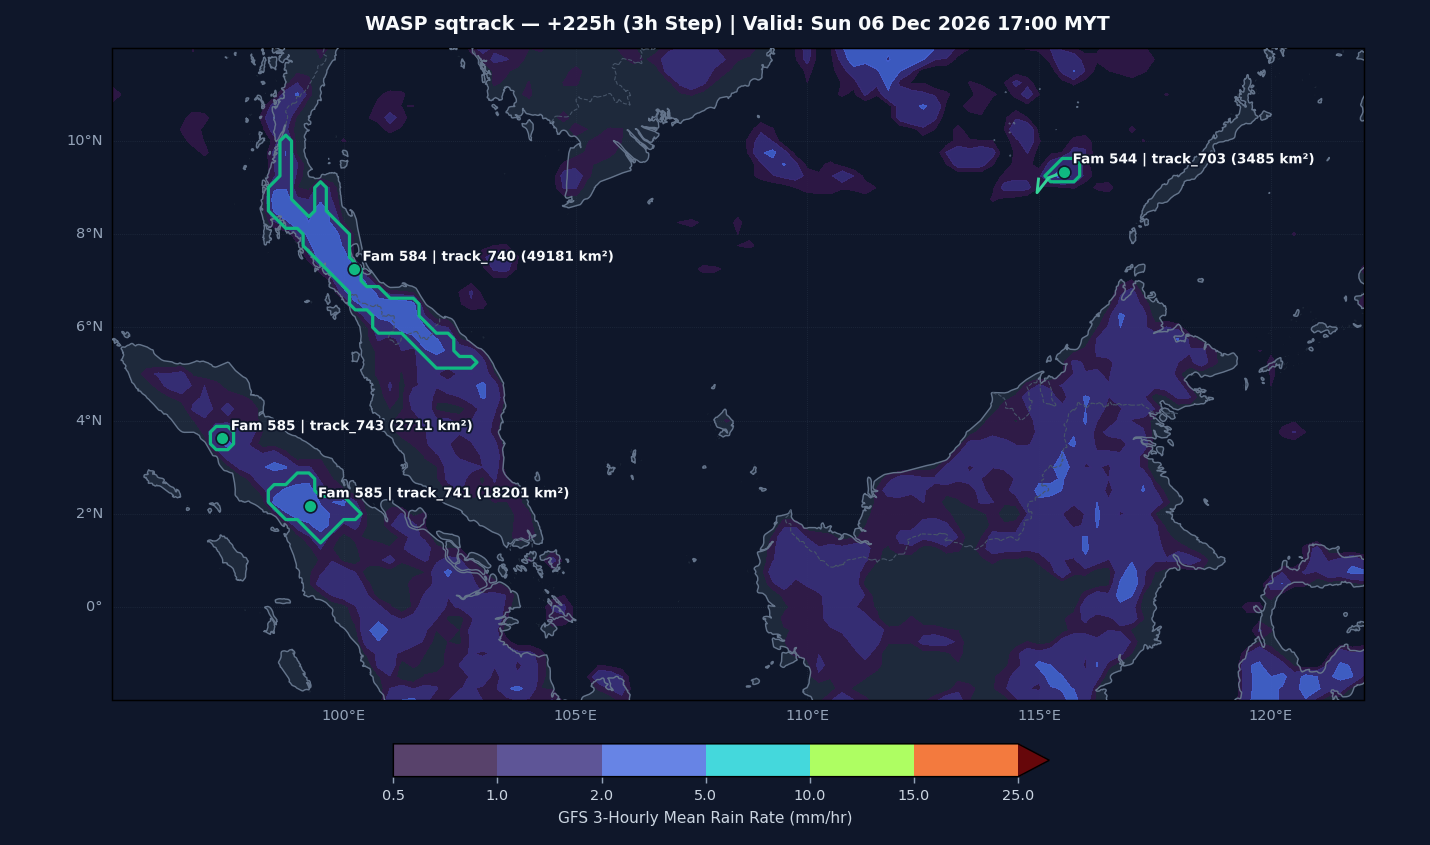 WASP sqtrack — +225h (3h Step) | Valid: Sun 06 Dec 2026 17:00 MYT
10°N
Fam 544 | track_703 (3485 km²)
8°N
Fam 584 | track_740 (49181 km²)
6°N
4°N
Fam 585 | track_743 (2711 km²)
Fam 585 | track_741 (18201 km²)
2°N
0°
100°E 105°E 110°E 115°E 120°E
0.5 1.0 2.0 5.0 10.0 15.0 25.0
GFS 3-Hourly Mean Rain Rate (mm/hr)